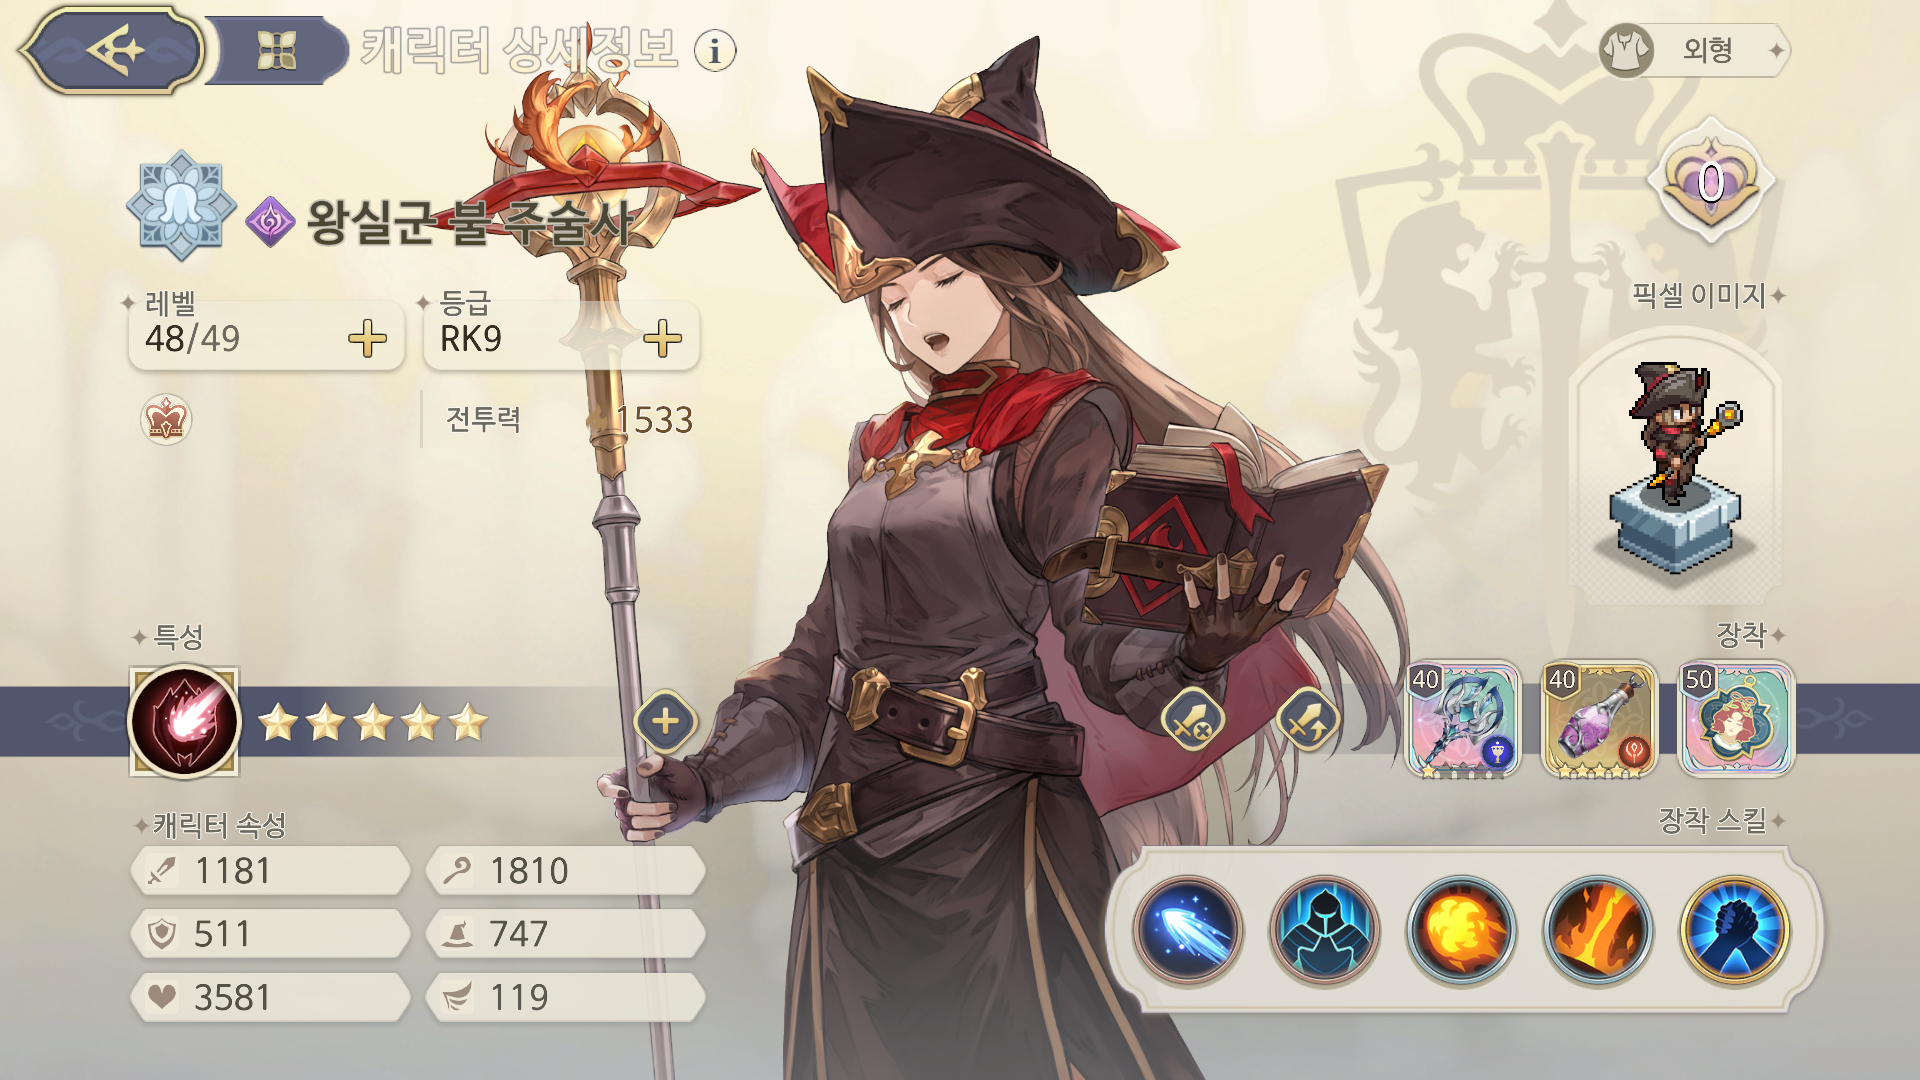 캐릭터 상세정보 i
외형
0
왕실군 불 주술사
레벨
48/49
등급
RK9
전투력 1533
픽셀 이미지
특성
장착
40 40 50
캐릭터 속성
장착 스킬
1181 1810
511 747
3581 119